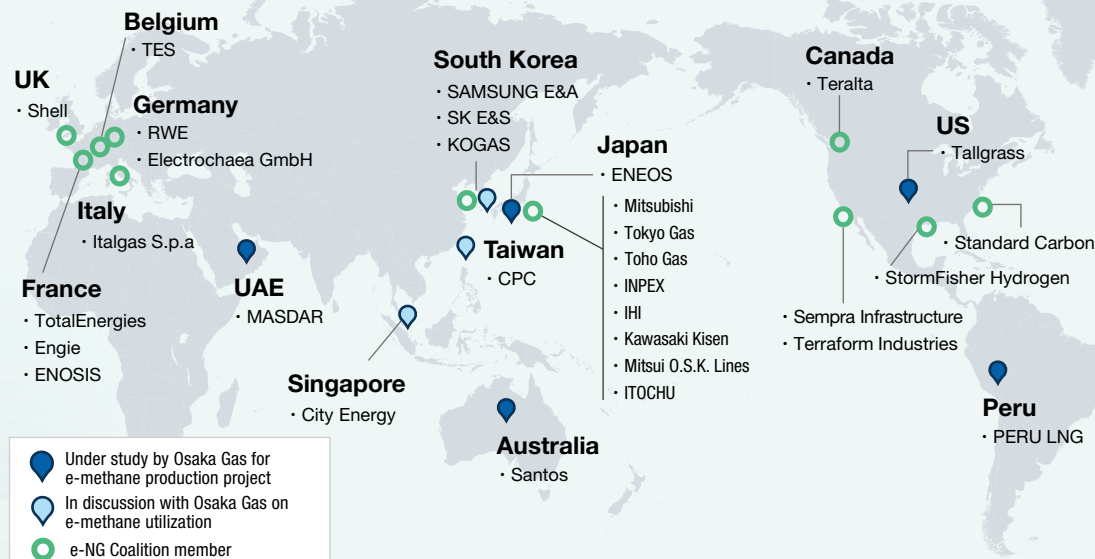 Belgium
・TES
UK
・Shell
Germany
・RWE
・Electrochaea GmbH
Italy
・Italgas S.p.a
France
・TotalEnergies
・Engie
・ENOSIS
UAE
・MASDAR
South Korea
・SAMSUNG E&A
・SK E&S
・KOGAS
Japan
・ENEOS
・Mitsubishi
・Tokyo Gas
・Toho Gas
・INPEX
・IHI
・Kawasaki Kisen
・Mitsui O.S.K. Lines
・ITOCHU
Taiwan
・CPC
Singapore
・City Energy
Australia
・Santos
Canada
・Teralta
US
・Tallgrass
・Standard Carbon
・StormFisher Hydrogen
・Sempra Infrastructure
・Terraform Industries
Peru
・PERU LNG
Under study by Osaka Gas for
e-methane production project
In discussion with Osaka Gas on
e-methane utilization
e-NG Coalition member